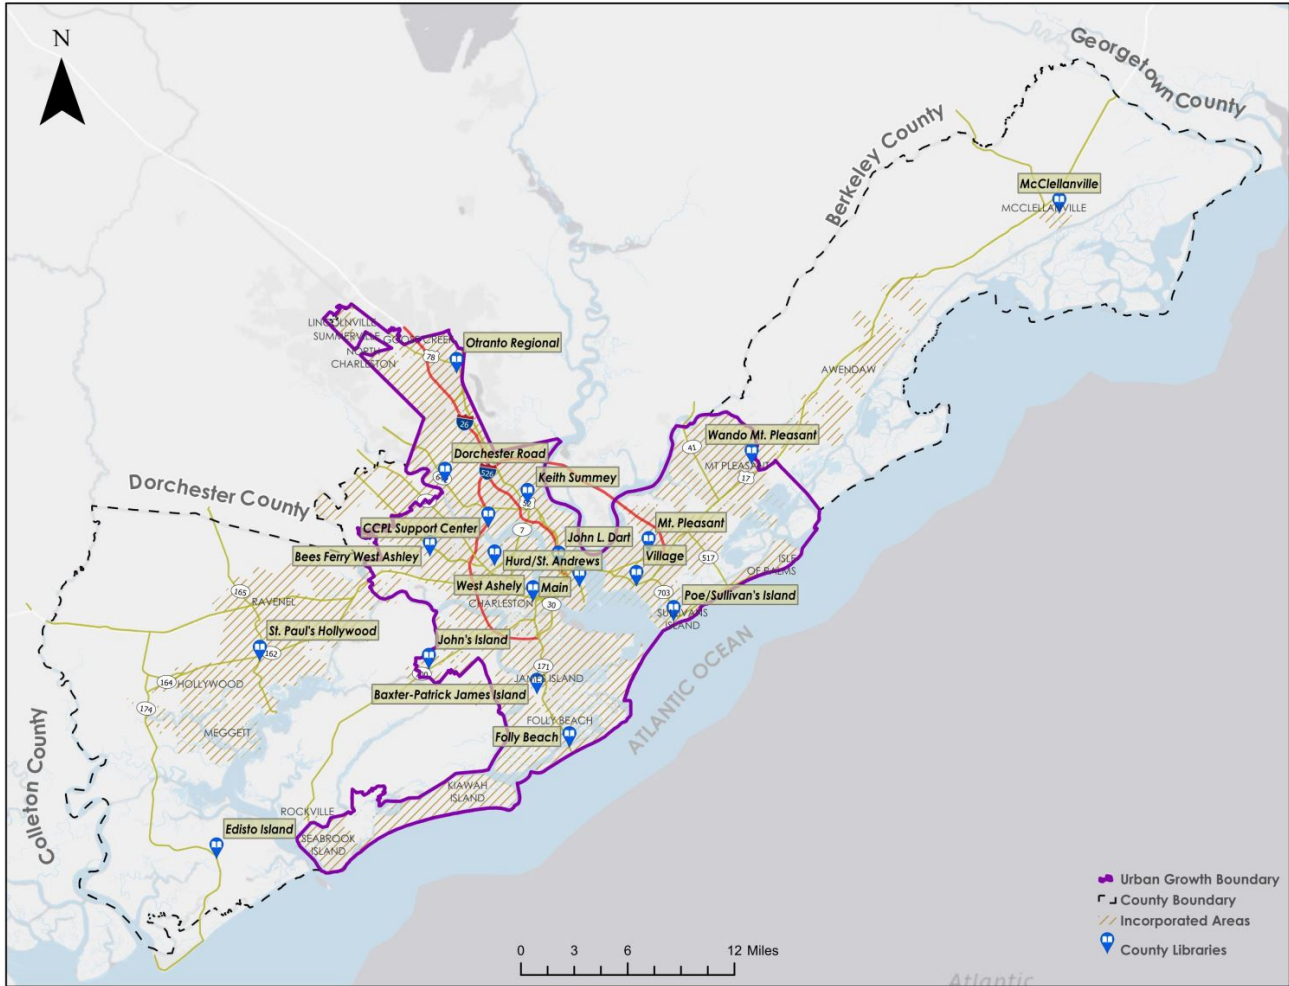 N
Georgetown County
Berkeley County
McClellanville
MCCLELLANVILLE
LINCOLNVILLE
SUMMERVILLE
GOOSE CREEK
NORTH
CHARLESTON
78
Otranto Regional
AWENDAW
26
Dorchester Road
Wando Mt. Pleasant
41
MT PLEASANT
17
526
Keith Summey
52
Dorchester County
CCPL Support Center
7
John L. Dart
Mt. Pleasant
Bees Ferry West Ashley
Hurd/St. Andrews
Village
517
ISLE
OF PALMS
West Ashely
Main
CHARLESTON
30
703
Poe/Sullivan's Island
SULLIVANS
ISLAND
165
RAVENEL
St. Paul's Hollywood
162
John's Island
171
JAMES ISLAND
164
HOLLYWOOD
174
Baxter-Patrick James Island
MEGGETT
FOLLY BEACH
Folly Beach
ATLANTIC OCEAN
KIAWAH
ISLAND
ROCKVILLE
Colleton County
Edisto Island
SEABROOK
ISLAND
Urban Growth Boundary
County Boundary
Incorporated Areas
County Libraries
0 3 6 12 Miles
Atlantic